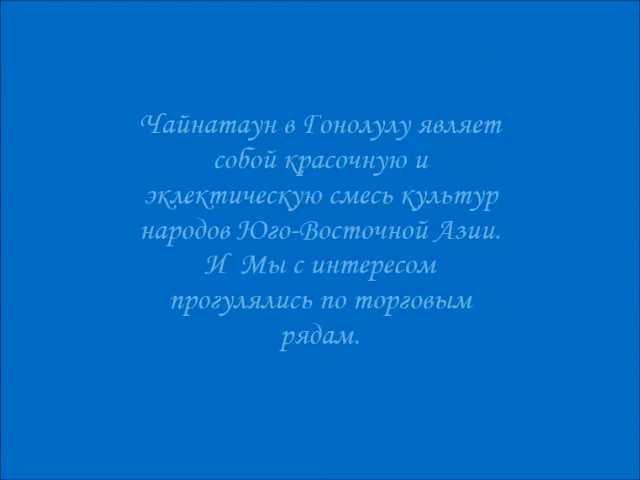 Чайнатаун в Гонолулу являет
собой красочную и
эклектическую смесь культур
народов Юго-Восточной Азии.
И  Мы с интересом
прогулялись по торговым
рядам.